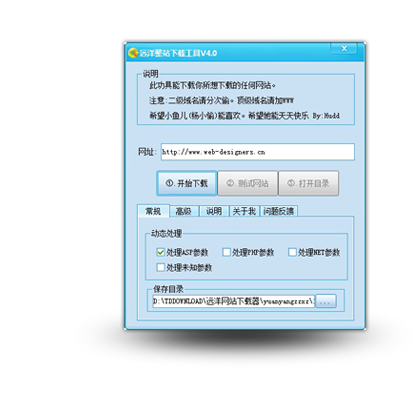 远洋整站下载工具V4.0
说明
此功具能下载你所想下载的任何网站。
注意:二级域名请分次偷。顶级域名请加WWW
希望小鱼儿(杨小愉)能喜欢。希望她能天天快乐 By:Mudd
网址: http://www.web-designerz.cn
①.开始下载 ②.测试网站 ③.打开目录
常规 高级 说明 关于我 问题反馈
动态处理
处理ASP参数 处理PHP参数 处理NET参数
处理未知参数
保存目录
D:\TDDOWNLOAD\远洋网站下载器\yuanyangzzxz\ ...